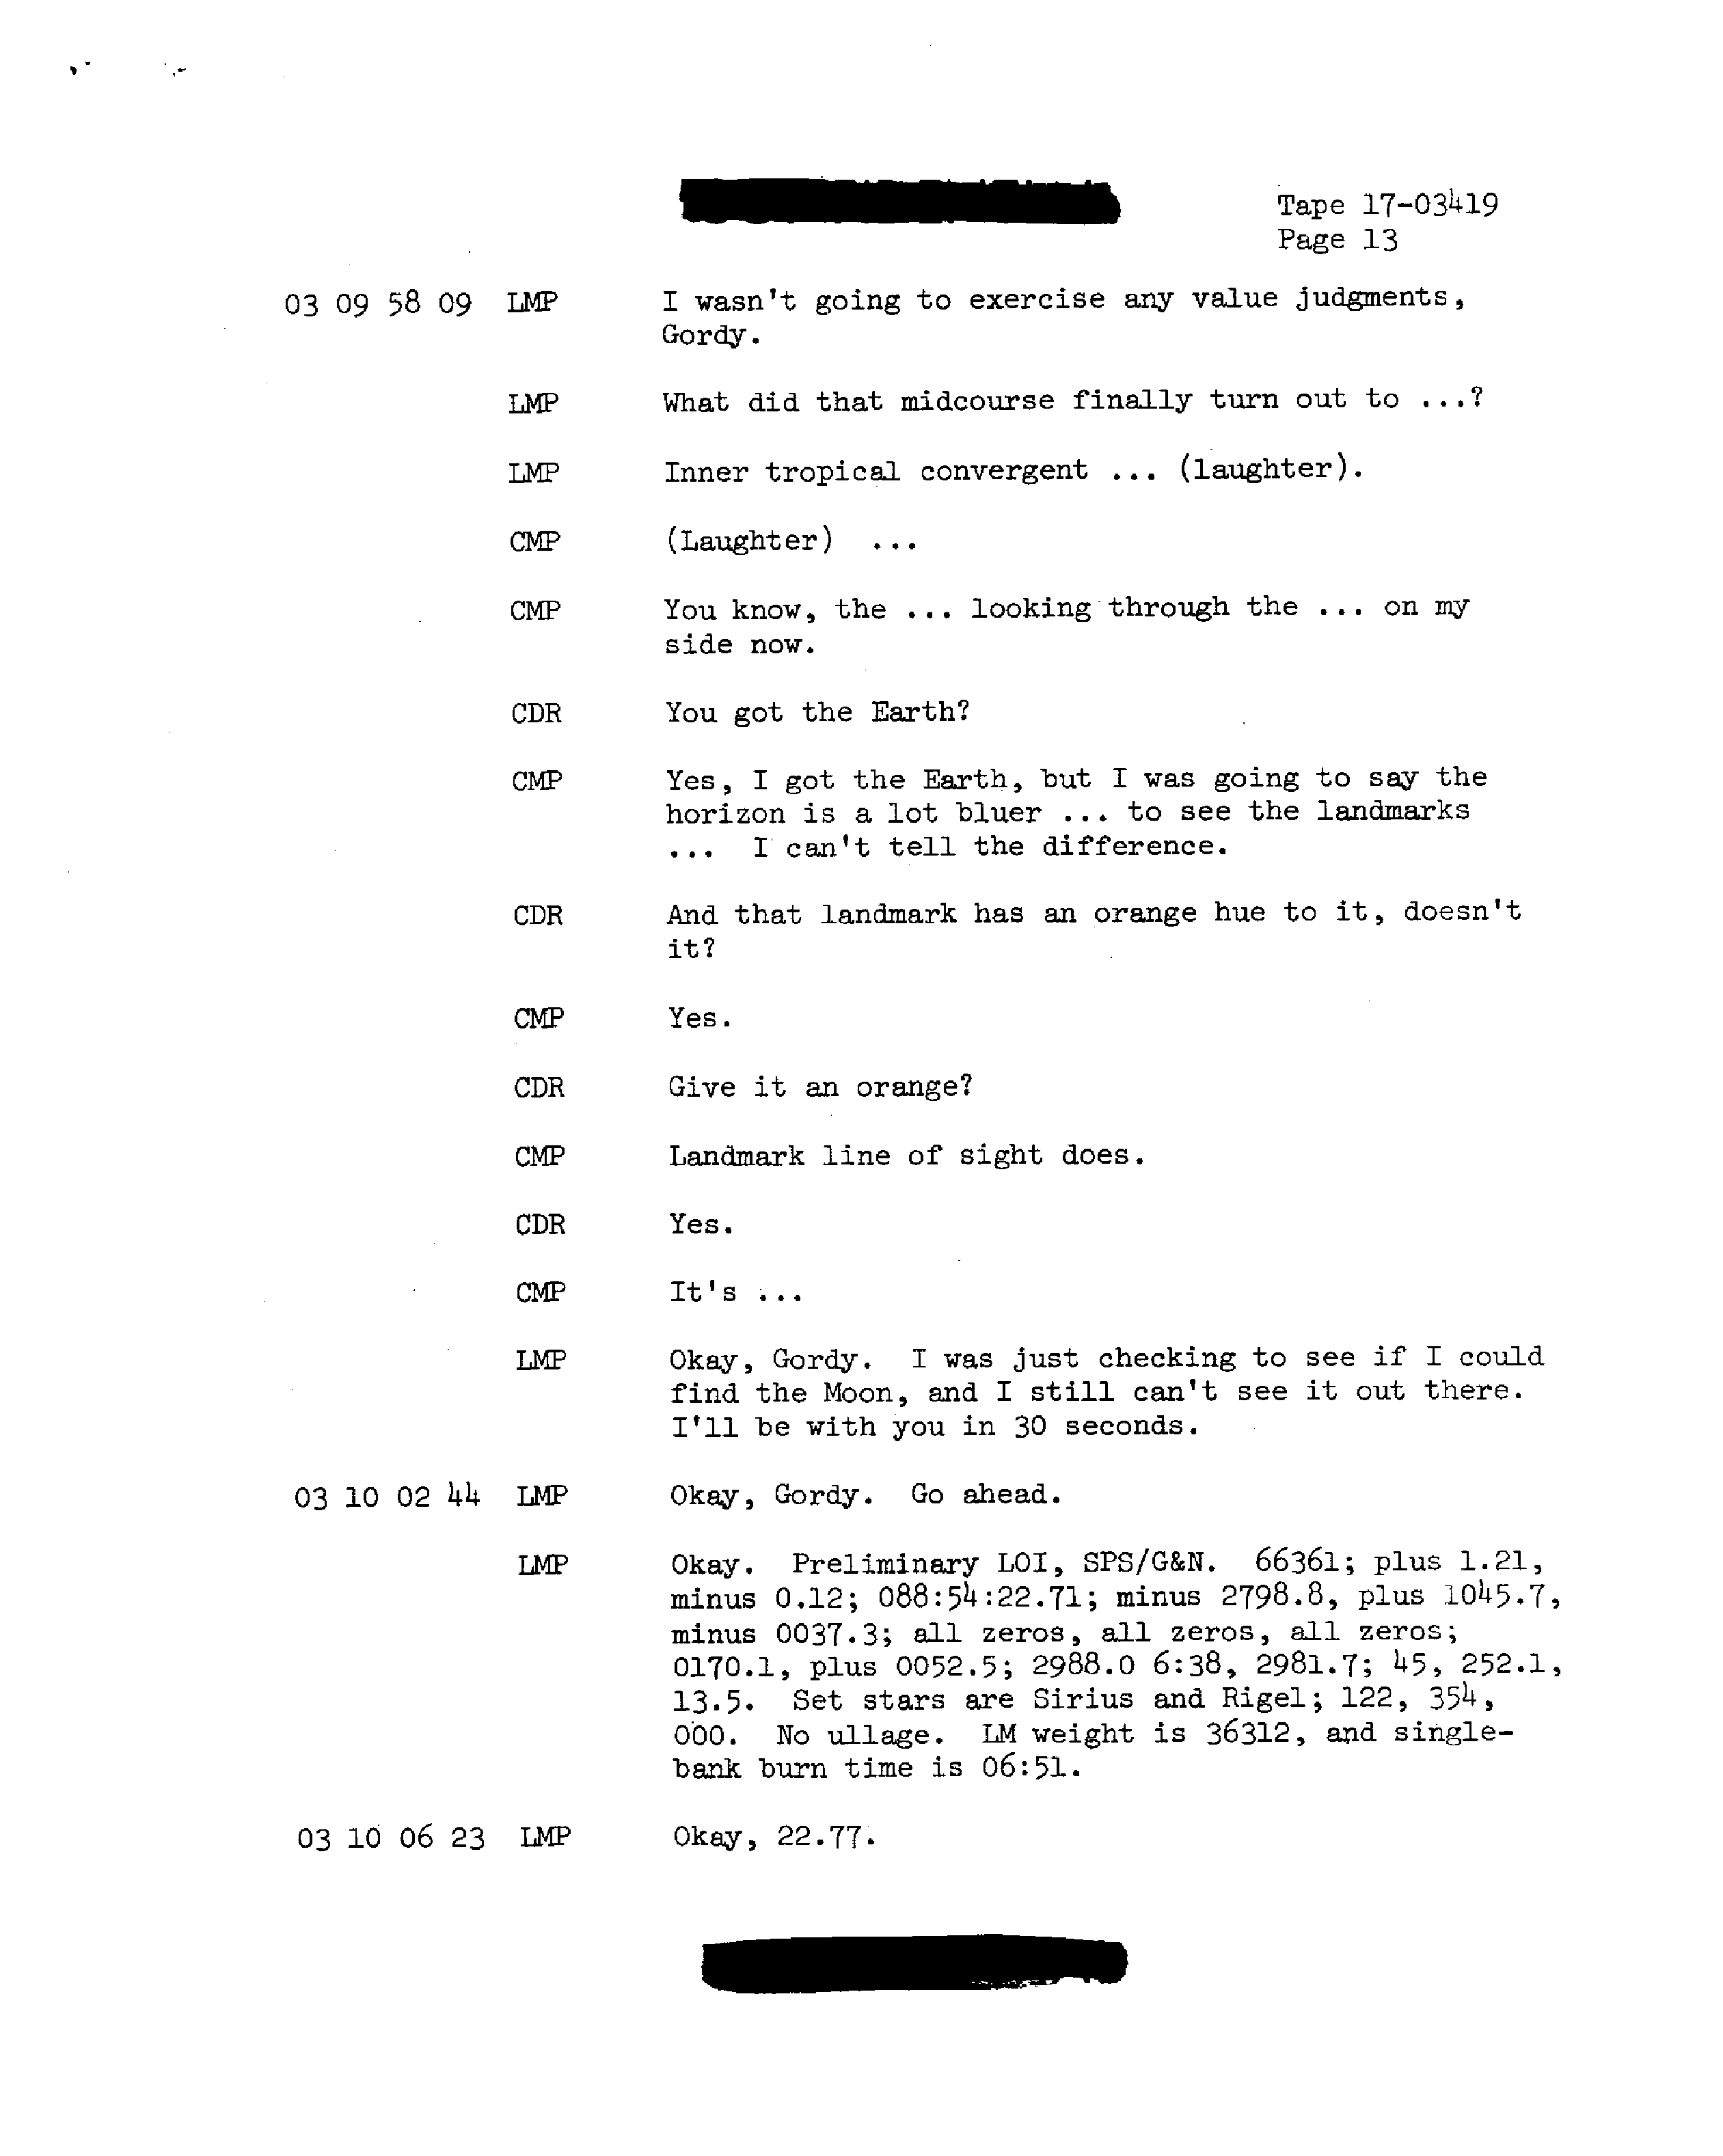 Tape 17-03419
Page 13
03 09 58 09 LMP I wasn't going to exercise any value judgments,
Gordy.
LMP What did that midcourse finally turn out to ...?
LMP Inner tropical convergent ... (laughter).
CMP (Laughter) ...
CMP You know, the ... looking through the ... on my
side now.
CDR You got the Earth?
CMP Yes, I got the Earth, but I was going to say the
horizon is a lot bluer ... to see the landmarks
... I can't tell the difference.
CDR And that landmark has an orange hue to it, doesn't
it?
CMP Yes.
CDR Give it an orange?
CMP Landmark line of sight does.
CDR Yes.
CMP It's ...
LMP Okay, Gordy. I was just checking to see if I could
find the Moon, and I still can't see it out there.
I'll be with you in 30 seconds.
03 10 02 44 LMP Okay, Gordy. Go ahead.
LMP Okay. Preliminary LOI, SPS/G&N. 66361; plus 1.21,
minus 0.12; 088:54:22.71; minus 2798.8, plus 1045.7,
minus 0037.3; all zeros, all zeros, all zeros;
0170.1, plus 0052.5; 2988.0 6:38, 2981.7; 45, 252.1,
13.5. Set stars are Sirius and Rigel; 122, 354,
000. No ullage. LM weight is 36312, and single-
bank burn time is 06:51.
03 10 06 23 LMP Okay, 22.77.